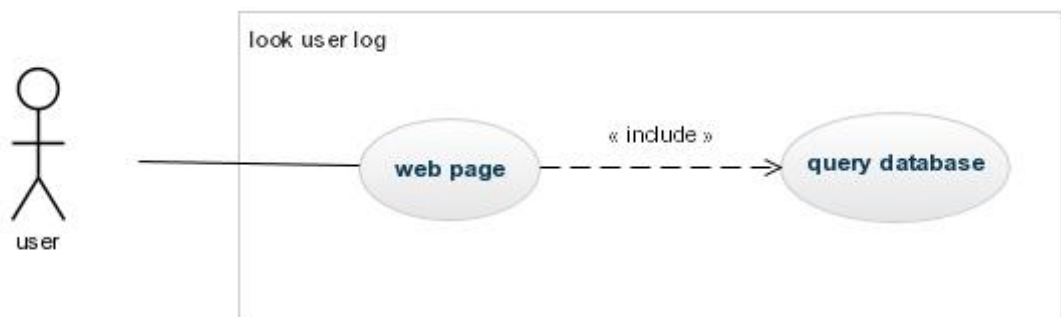 look user log
« include »
web page
query database
user